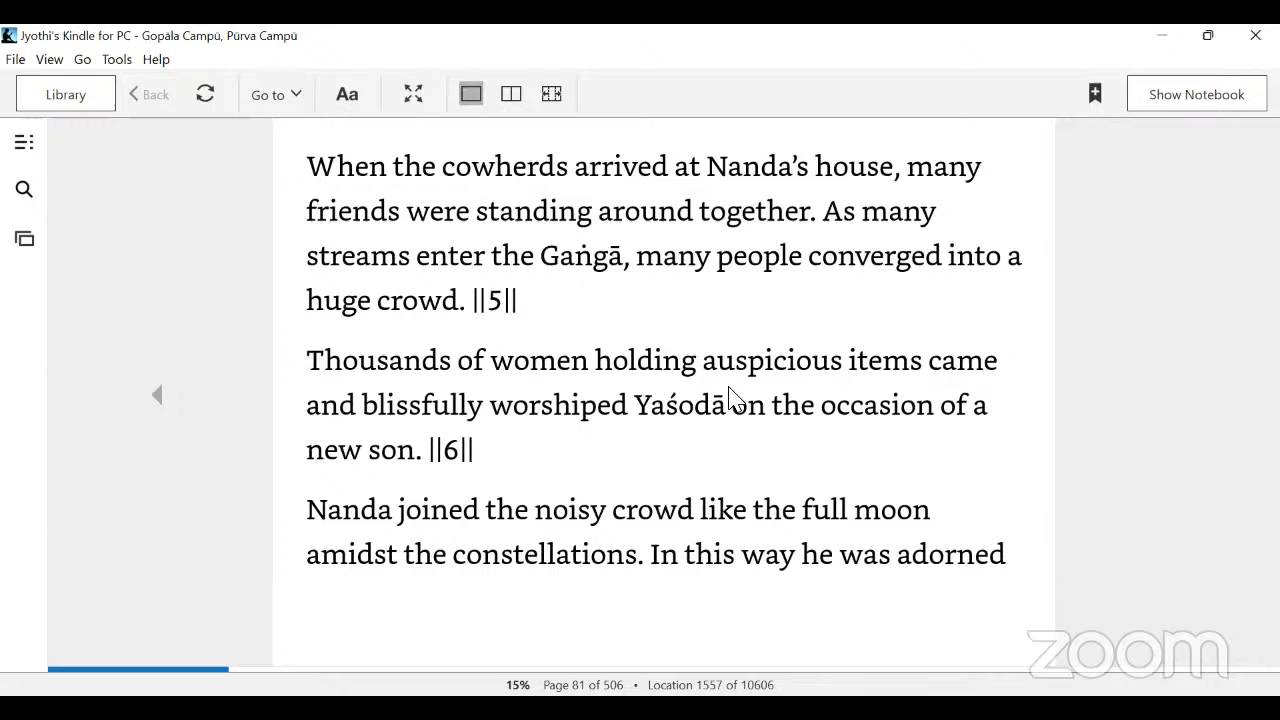 Jyothi's Kindle for PC - Gopāla Campū, Pūrva Campū
File View Go Tools Help
Library Back Go to Aa Show Notebook
When the cowherds arrived at Nanda’s house, many
friends were standing around together. As many
streams enter the Gaṅgā, many people converged into a
huge crowd. ||5||
Thousands of women holding auspicious items came
and blissfully worshiped Yaśodā on the occasion of a
new son. ||6||
Nanda joined the noisy crowd like the full moon
amidst the constellations. In this way he was adorned
zoom
15% Page 81 of 506 • Location 1557 of 10606